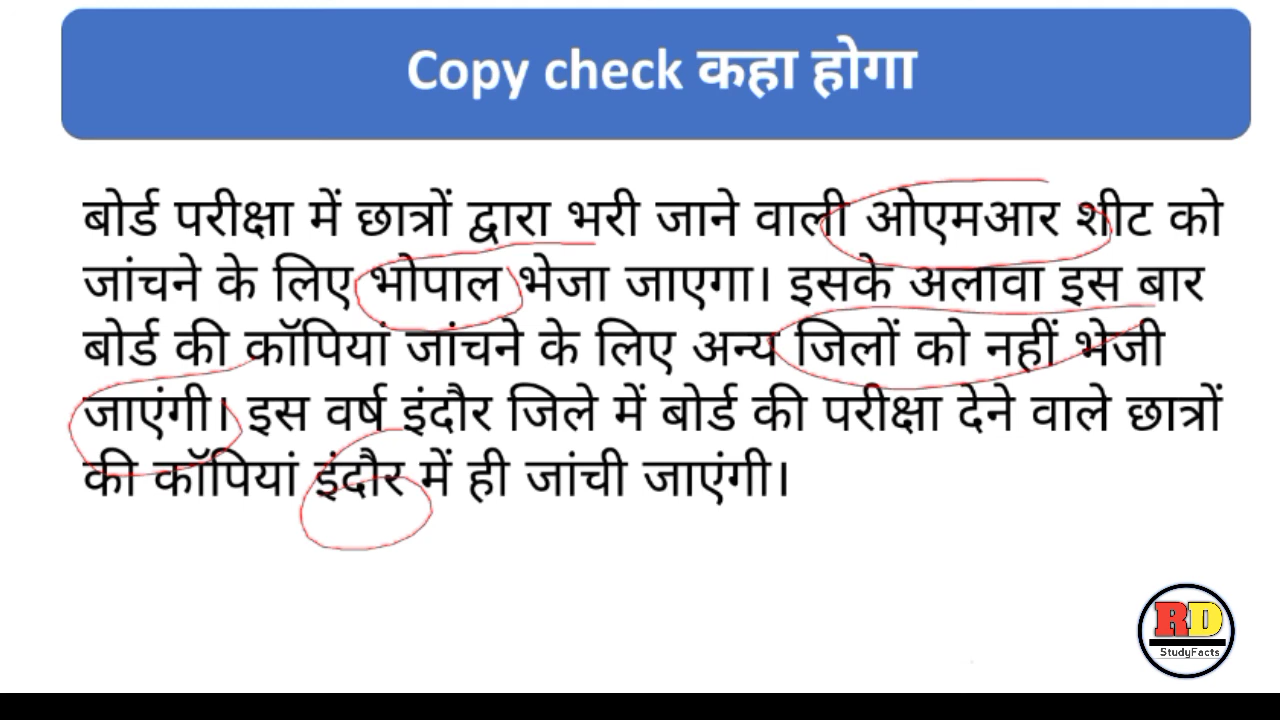 Copy check कहा होगा
बोर्ड परीक्षा में छात्रों द्वारा भरी जाने वाली ओएमआर शीट को
जांचने के लिए भोपाल भेजा जाएगा। इसके अलावा इस बार
बोर्ड की कॉपियां जांचने के लिए अन्य जिलों को नहीं भेजी
जाएंगी। इस वर्ष इंदौर जिले में बोर्ड की परीक्षा देने वाले छात्रों
की कॉपियां इंदौर में ही जांची जाएंगी।
RD
StudyFacts